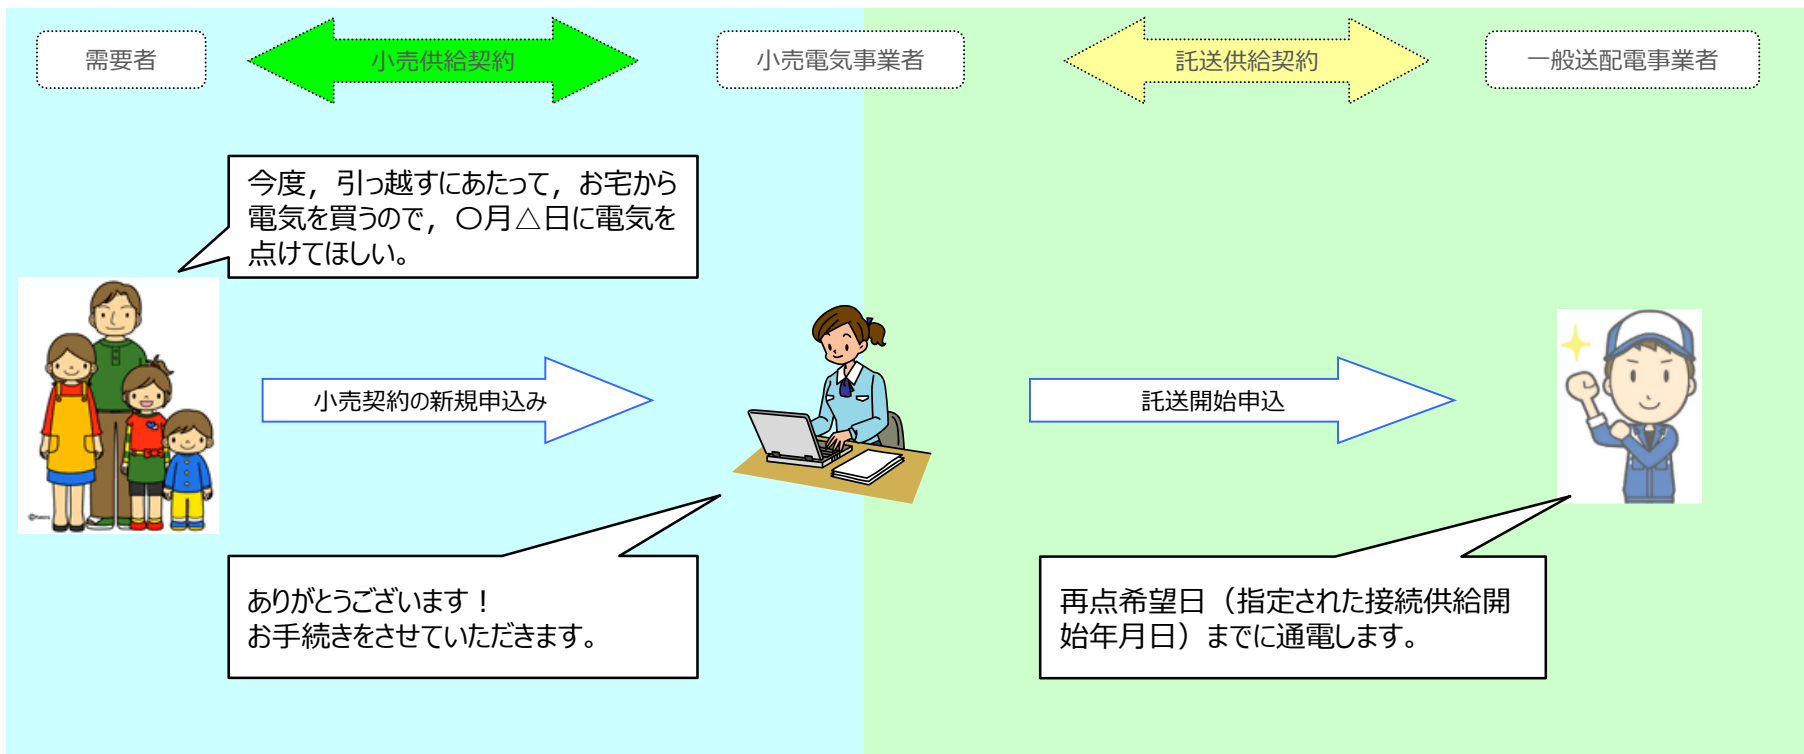 需要者
小売供給契約
小売電気事業者
託送供給契約
一般送配電事業者
今度，引っ越すにあたって，お宅から
電気を買うので，〇月△日に電気を
点けてほしい。
小売契約の新規申込み
託送開始申込
ありがとうございます！
お手続きをさせていただきます。
再点希望日（指定された接続供給開
始年月日）までに通電します。